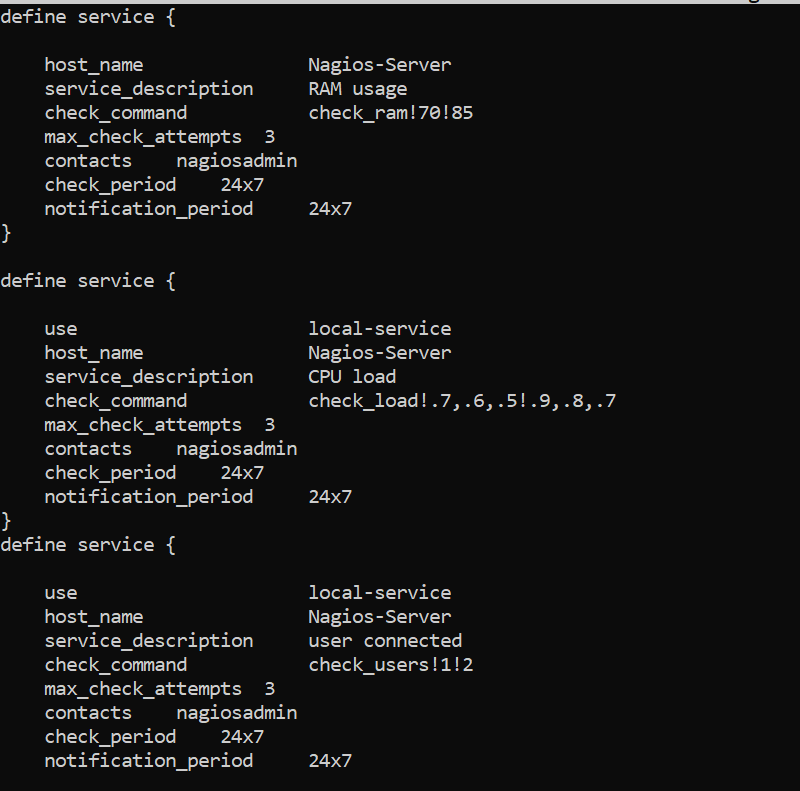 define service {
    host_name               Nagios-Server
    service_description     RAM usage
    check_command           check_ram!70!85
    max_check_attempts  3
    contacts    nagiosadmin
    check_period    24x7
    notification_period     24x7
}
define service {
    use                     local-service
    host_name               Nagios-Server
    service_description     CPU load
    check_command           check_load!.7,.6,.5!.9,.8,.7
    max_check_attempts  3
    contacts    nagiosadmin
    check_period    24x7
    notification_period     24x7
}
define service {
    use                     local-service
    host_name               Nagios-Server
    service_description     user connected
    check_command           check_users!1!2
    max_check_attempts  3
    contacts    nagiosadmin
    check_period    24x7
    notification_period     24x7